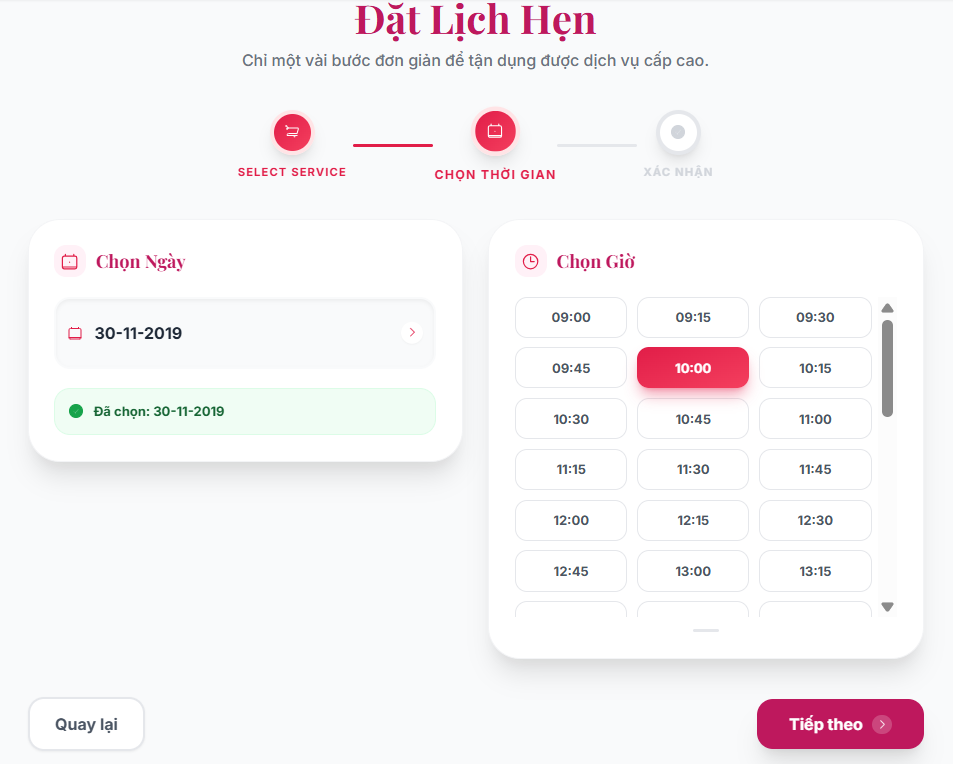 Đặt Lịch Hẹn
Chỉ một vài bước đơn giản để tận dụng được dịch vụ cấp cao.
SELECT SERVICE
CHỌN THỜI GIAN
XÁC NHẬN
Chọn Ngày
30-11-2019
Đã chọn: 30-11-2019
Chọn Giờ
09:00 09:15 09:30
09:45 10:00 10:15
10:30 10:45 11:00
11:15 11:30 11:45
12:00 12:15 12:30
12:45 13:00 13:15
Quay lại
Tiếp theo